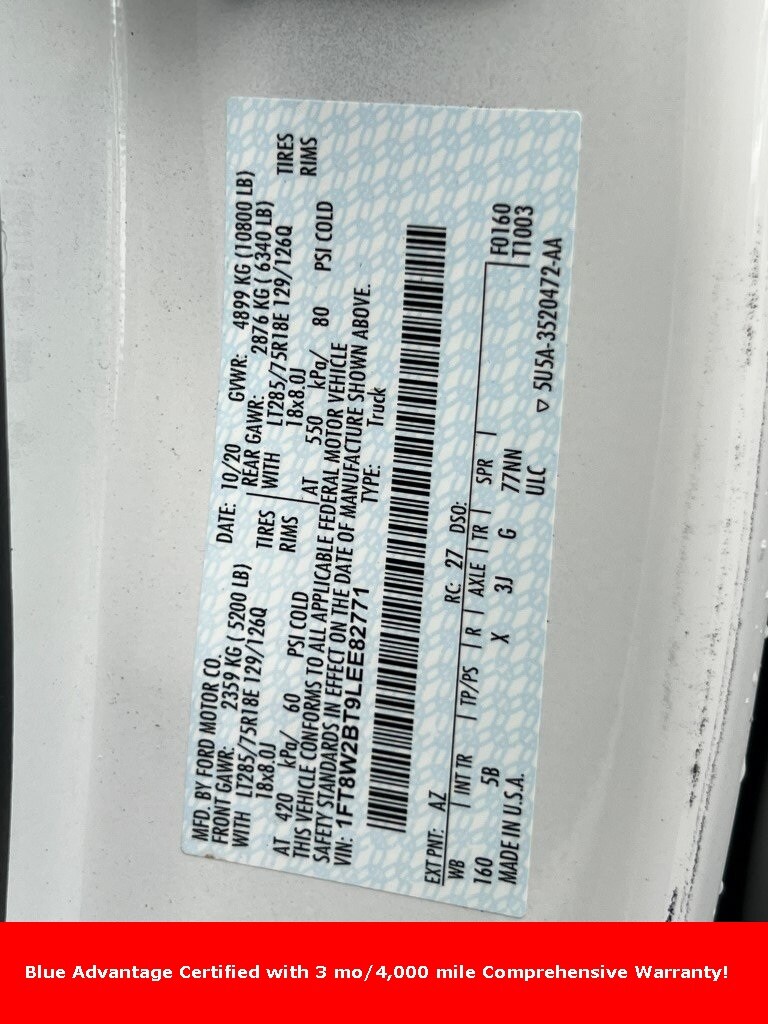 MFD. BY FORD MOTOR CO.
DATE: 10/20 GVWR: 4899 KG (10800 LB)
FRONT GAWR: 2359 KG ( 5200 LB)
REAR GAWR: 2876 KG ( 6340 LB)
WITH LT285/75R18E 129/126Q TIRES
WITH LT285/75R18E 129/126Q TIRES
18x8.0J RIMS
18x8.0J RIMS
AT 420 kPa/ 60 PSI COLD
AT 550 kPa/ 80 PSI COLD
THIS VEHICLE CONFORMS TO ALL APPLICABLE FEDERAL MOTOR VEHICLE
SAFETY STANDARDS IN EFFECT ON THE DATE OF MANUFACTURE SHOWN ABOVE.
VIN: 1FT8W2BT9LEE82771 TYPE: Truck
EXT PNT: AZ RC: 27 DSO:
WB INT TR TP/PS R AXLE TR SPR F0160
160 5B X 3J G 77NN T1003
MADE IN U.S.A. ULC ▽ 5U5A-3520472-AA
Blue Advantage Certified with 3 mo/4,000 mile Comprehensive Warranty!